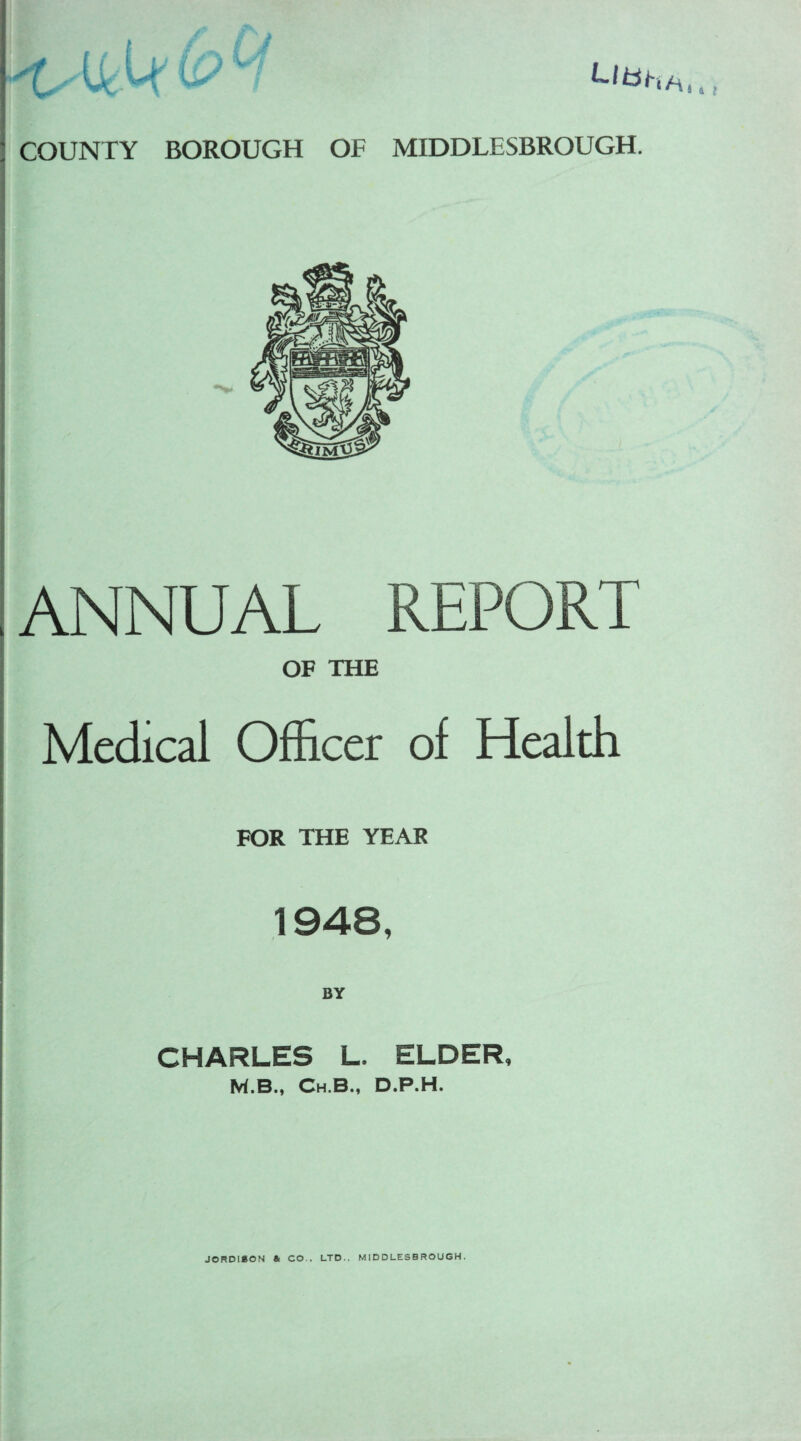 COUNTY BOROUGH OF MIDDLESBROUGH.
ERIMUS
ANNUAL REPORT
OF THE
Medical Officer of Health
FOR THE YEAR
1948,
BY
CHARLES L. ELDER,
M.B., CH.B., D.P.H.
JORDISON & CO., LTD., MIDDLESBROUGH.